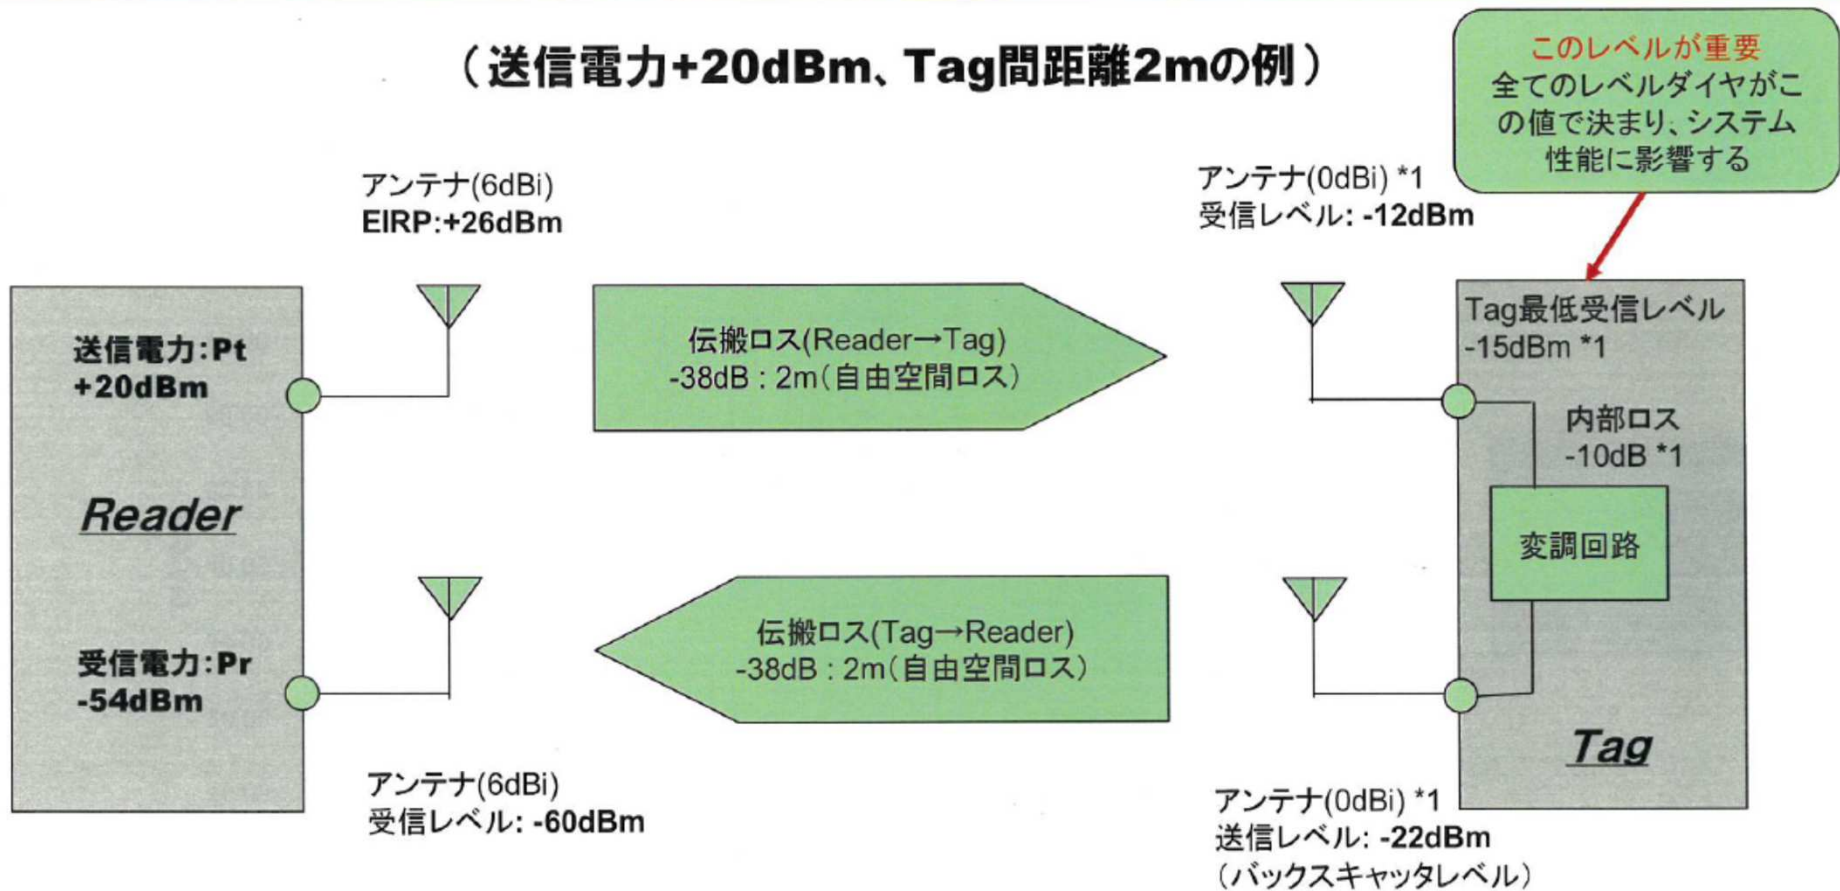 （送信電力+20dBm、Tag間距離2mの例）
このレベルが重要
全てのレベルダイヤがこ
の値で決まり、システム
性能に影響する
アンテナ(6dBi)
EIRP:+26dBm
アンテナ(0dBi) *1
受信レベル: -12dBm
送信電力:Pt
+20dBm
伝搬ロス(Reader→Tag)
-38dB : 2m（自由空間ロス）
Tag最低受信レベル
-15dBm *1
内部ロス
-10dB *1
Reader
変調回路
伝搬ロス(Tag→Reader)
-38dB : 2m（自由空間ロス）
受信電力:Pr
-54dBm
Tag
アンテナ(6dBi)
受信レベル: -60dBm
アンテナ(0dBi) *1
送信レベル: -22dBm
（バックスキャッタレベル）